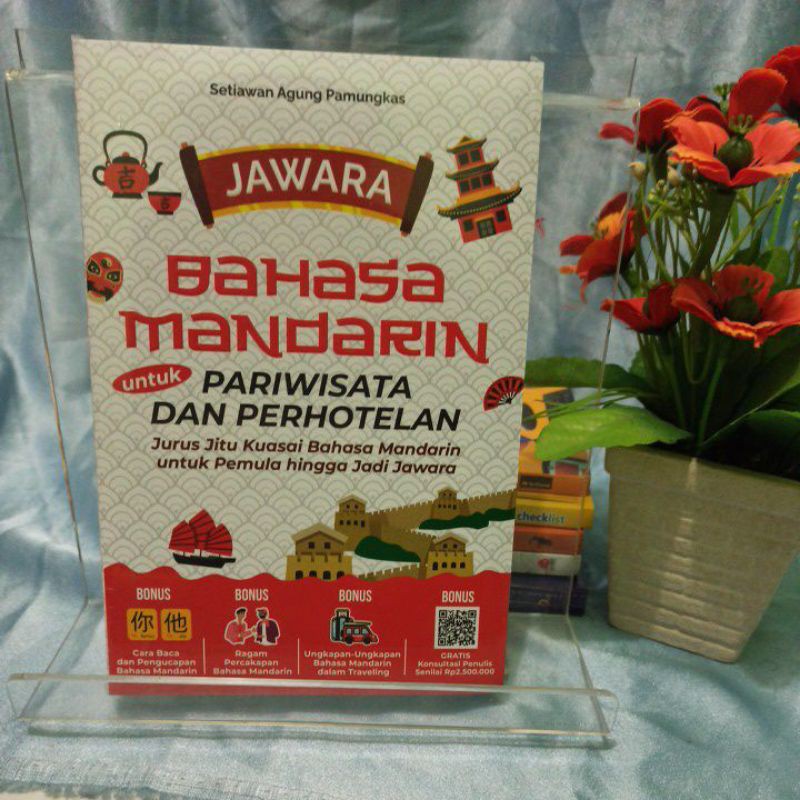 Setiawan Agung Pamungkas
吉
吉
JAWARA
BAHASA
MANDARIN
untuk PARIWISATA
DAN PERHOTELAN
Jurus Jitu Kuasai Bahasa Mandarin
untuk Pemula hingga Jadi Jawara
BONUS
你 他
Cara Baca
dan Pengucapan
Bahasa Mandarin
BONUS
Ragam
Percakapan
Bahasa Mandarin
BONUS
Ungkapan-Ungkapan
Bahasa Mandarin
dalam Traveling
BONUS
GRATIS
Konsultasi Penulis
Senilai Rp2.500.000
checklist